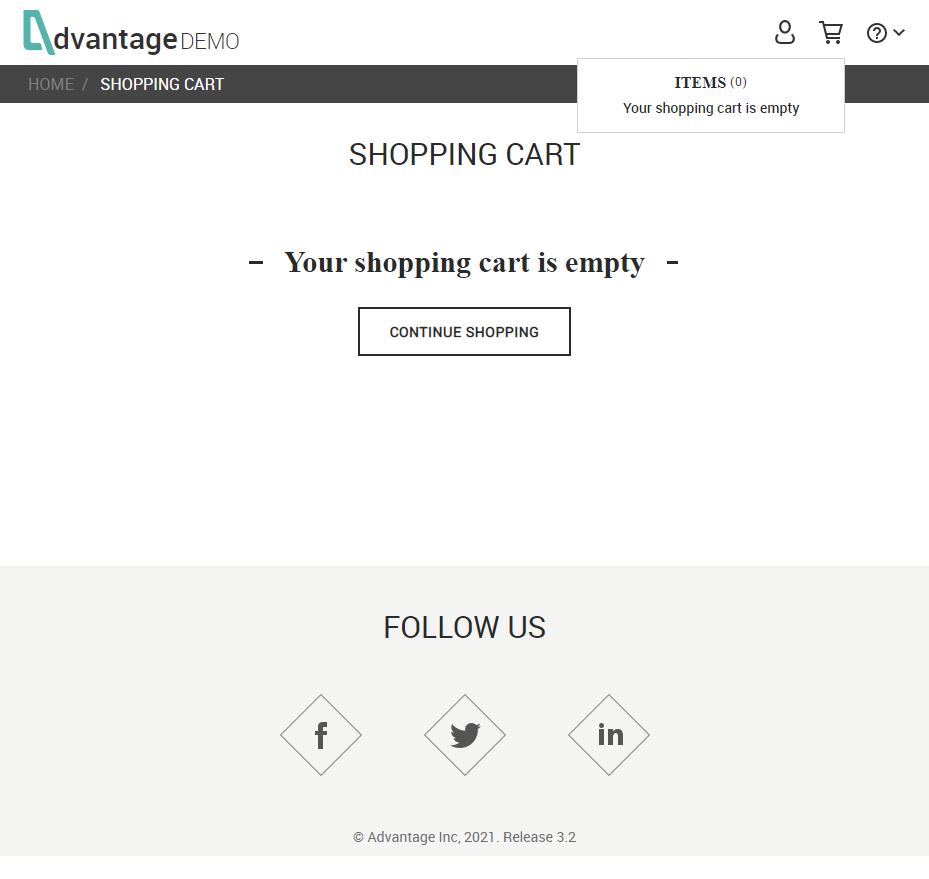 dvantage DEMO
HOME / SHOPPING CART
ITEMS (0)
Your shopping cart is empty
SHOPPING CART
- Your shopping cart is empty -
CONTINUE SHOPPING
FOLLOW US
f
in
© Advantage Inc, 2021. Release 3.2